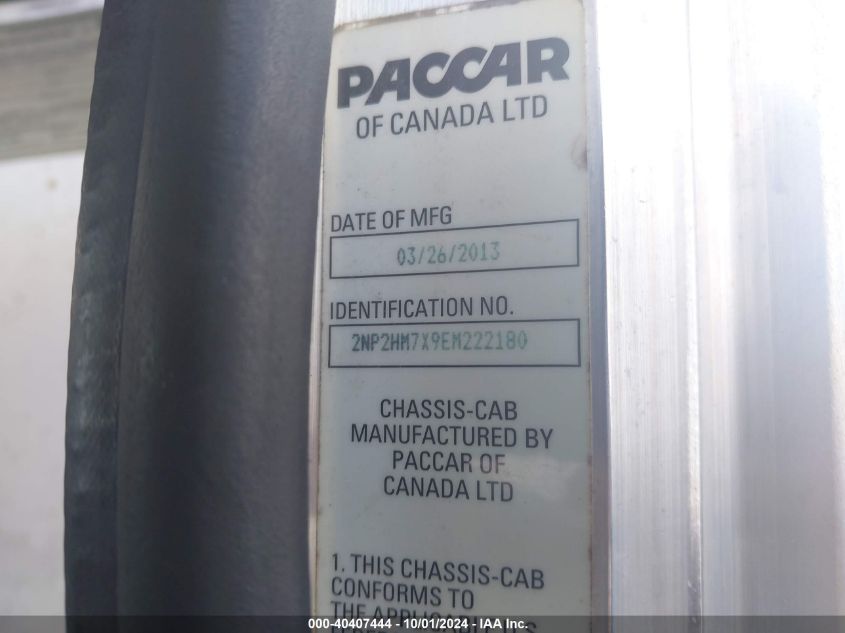 PACCAR
OF CANADA LTD
DATE OF MFG
03/26/2013
IDENTIFICATION NO.
2NP2HM7X9EM222180
CHASSIS-CAB
MANUFACTURED BY
PACCAR OF
CANADA LTD
1. THIS CHASSIS-CAB
CONFORMS TO
THE
000-40407444 - 10/01/2024 - IAA Inc.